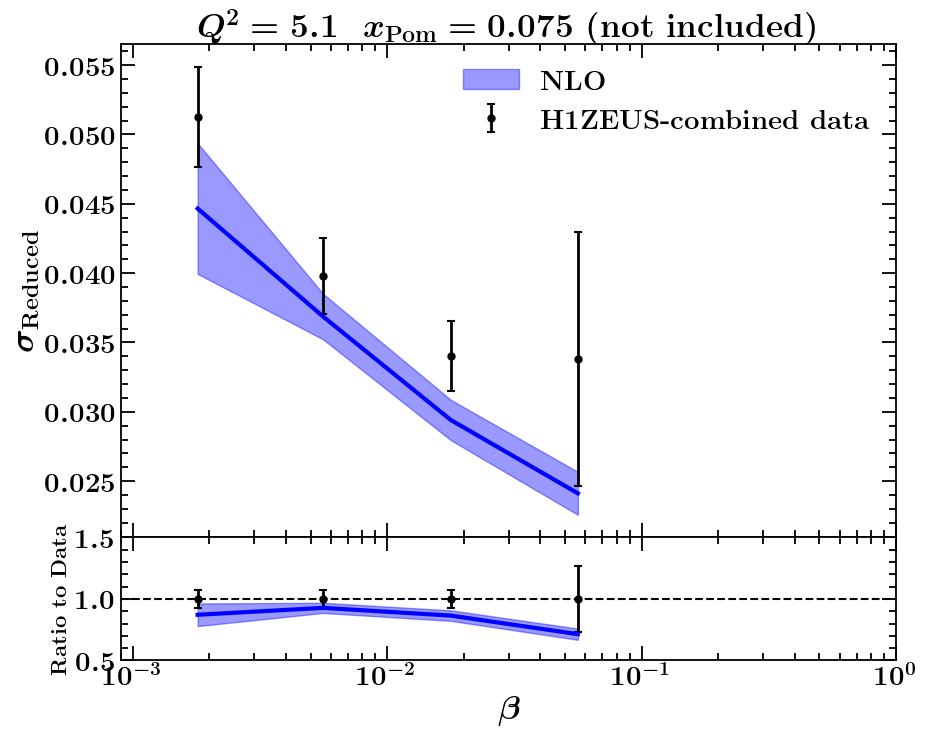 Q² = 5.1 x_Pom = 0.075 (not included)
NLO
H1ZEUS-combined data
σ_Reduced
0.055
0.050
0.045
0.040
0.035
0.030
0.025
Ratio to Data
1.5
1.0
0.5
10⁻³ 10⁻² 10⁻¹ 10⁰
β